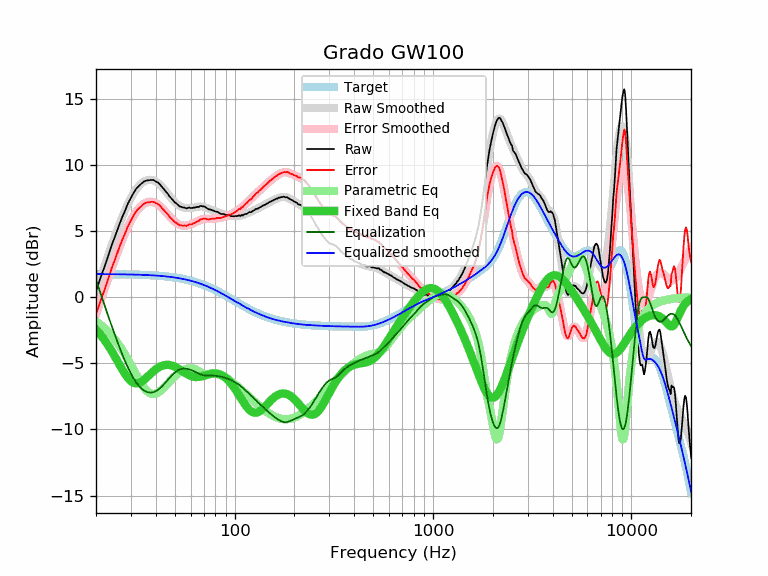 Grado GW100
Amplitude (dBr)
15
10
5
0
−5
−10
−15
Target
Raw Smoothed
Error Smoothed
Raw
Error
Parametric Eq
Fixed Band Eq
Equalization
Equalized smoothed
100
1000
10000
Frequency (Hz)